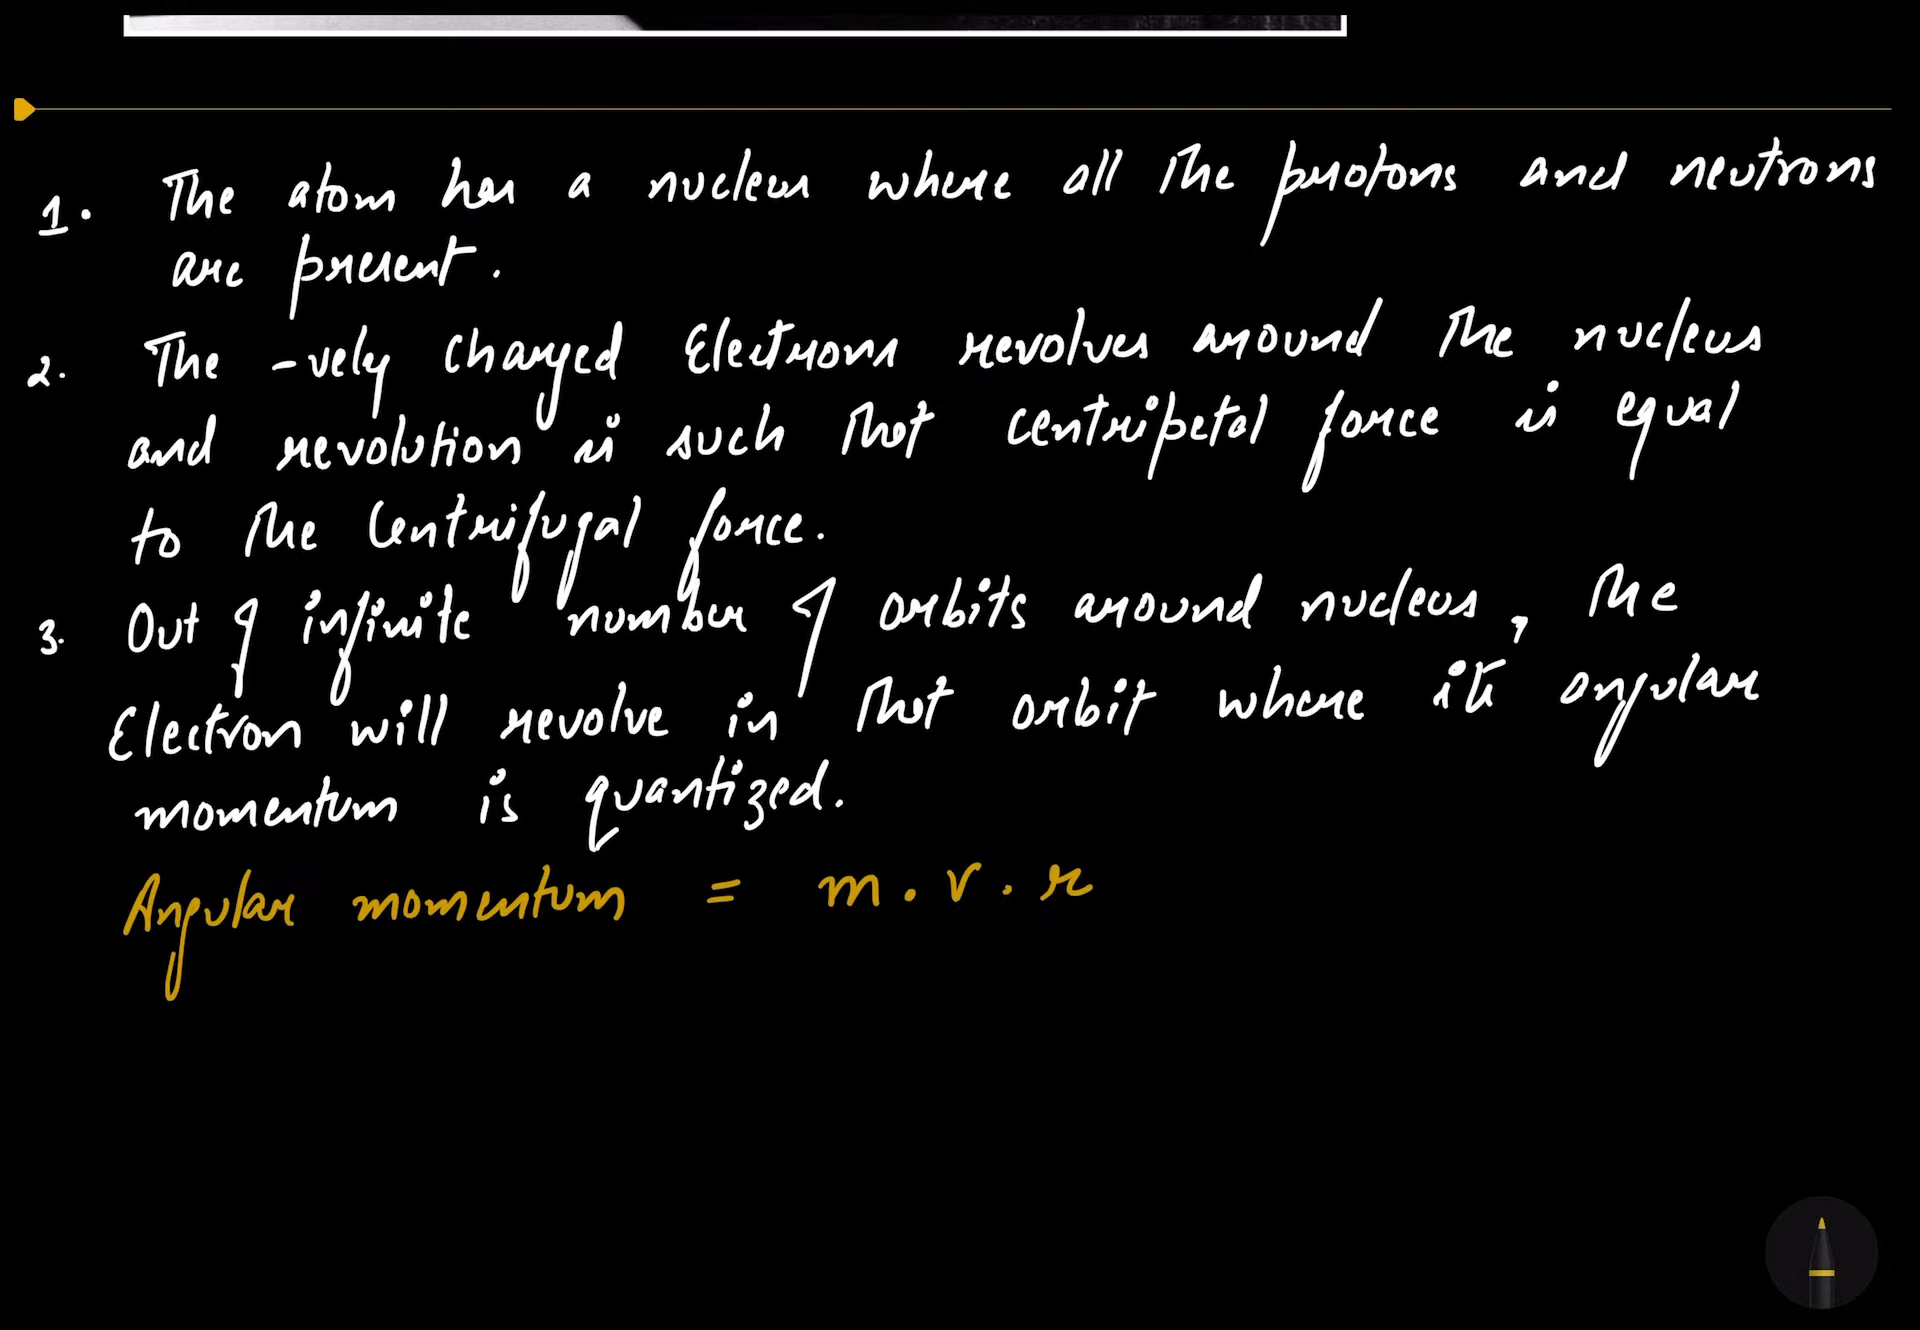 1. The atom has a nucleus where all the protons and neutrons
are present.
2. The -vely charged Electrons revolves around the nucleus
and revolution is such that centripetal force is equal
to the Centrifugal force.
3. Out of infinite number of orbits around nucleus, the
Electron will revolve in that orbit where its angular
momentum is quantized.
Angular momentum = m . v . r